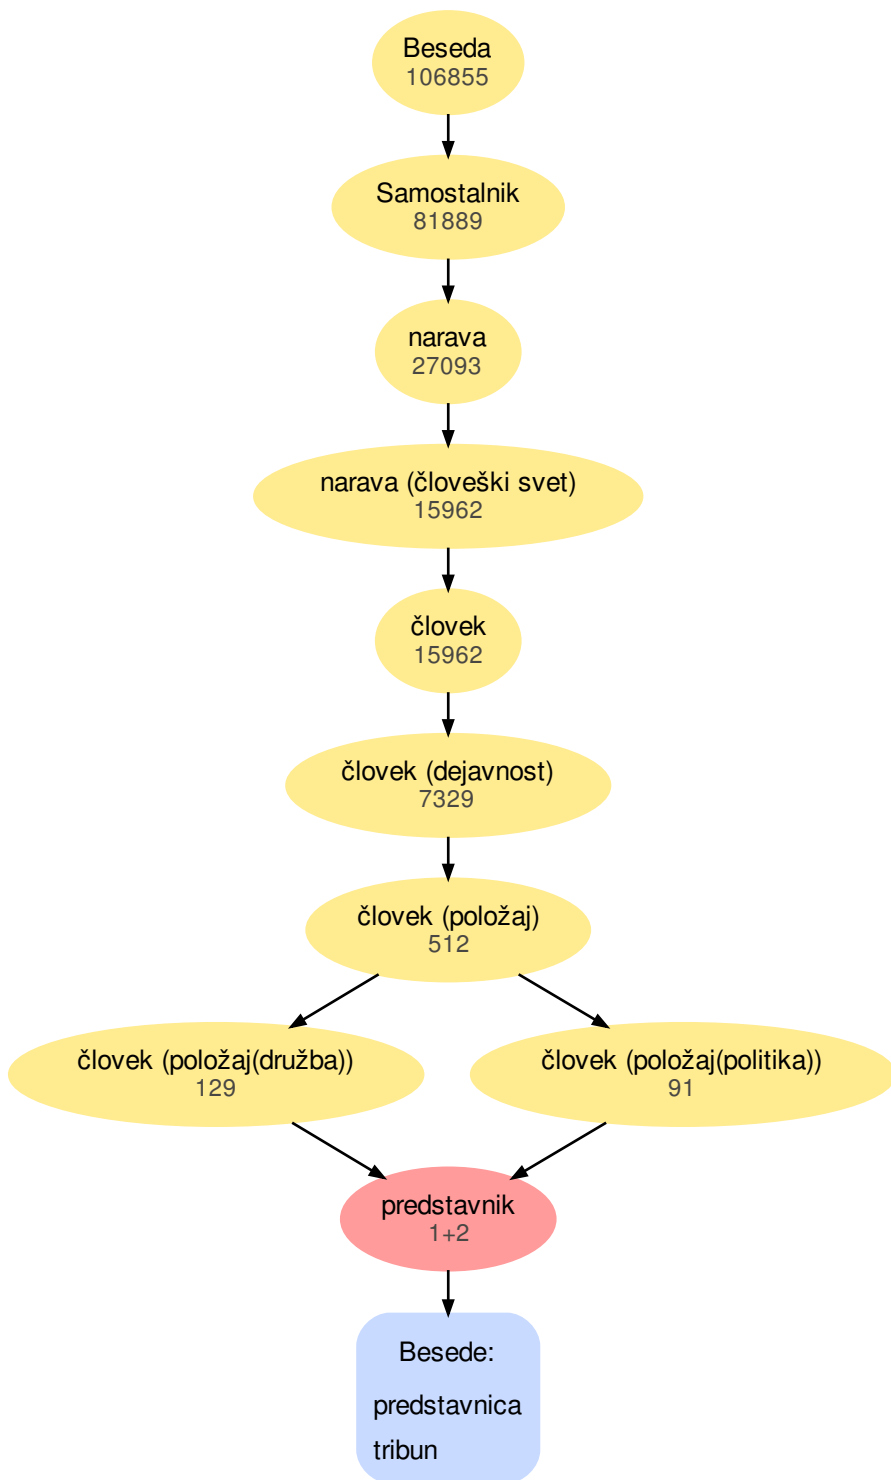 Beseda
106855
Samostalnik
81889
narava
27093
narava (človeški svet)
15962
človek
15962
človek (dejavnost)
7329
človek (položaj)
512
človek (položaj(družba))
129
človek (položaj(politika))
91
predstavnik
1+2
Besede:
predstavnica
tribun